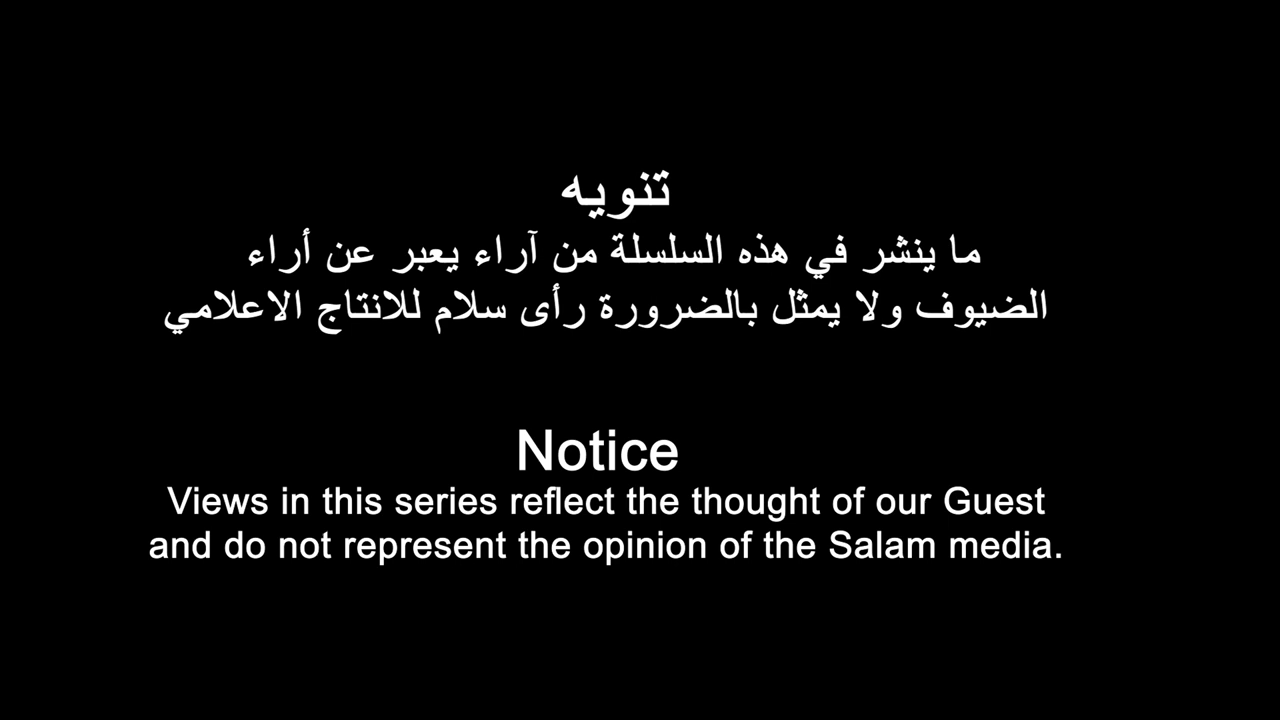 تنويه
ما ينشر في هذه السلسلة من آراء يعبر عن أراء
الضيوف ولا يمثل بالضرورة رأى سلام للانتاج الاعلامي
Notice
Views in this series reflect the thought of our Guest
and do not represent the opinion of the Salam media.